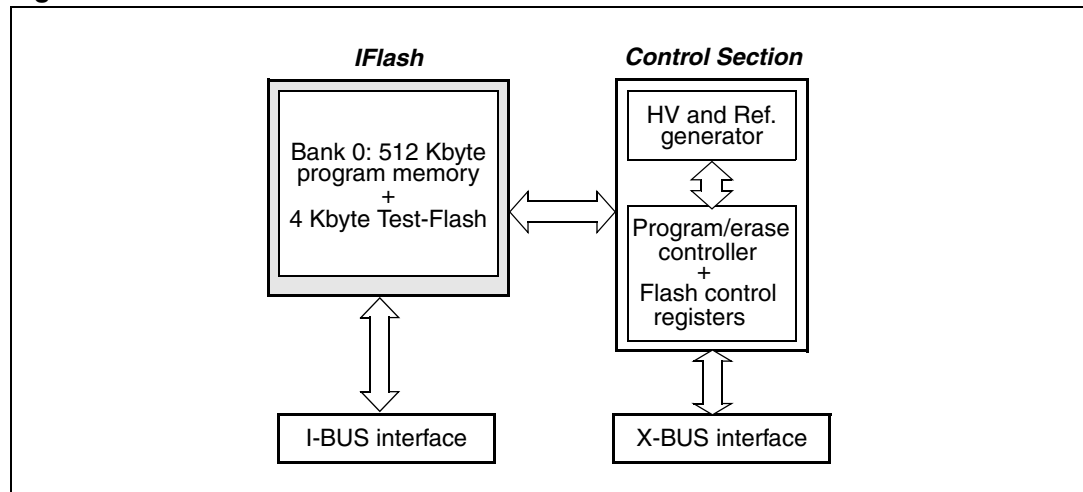 IFlash
Bank 0: 512 Kbyte
program memory
+
4 Kbyte Test-Flash
I-BUS interface
Control Section
HV and Ref.
generator
Program/erase
controller
+
Flash control
registers
X-BUS interface